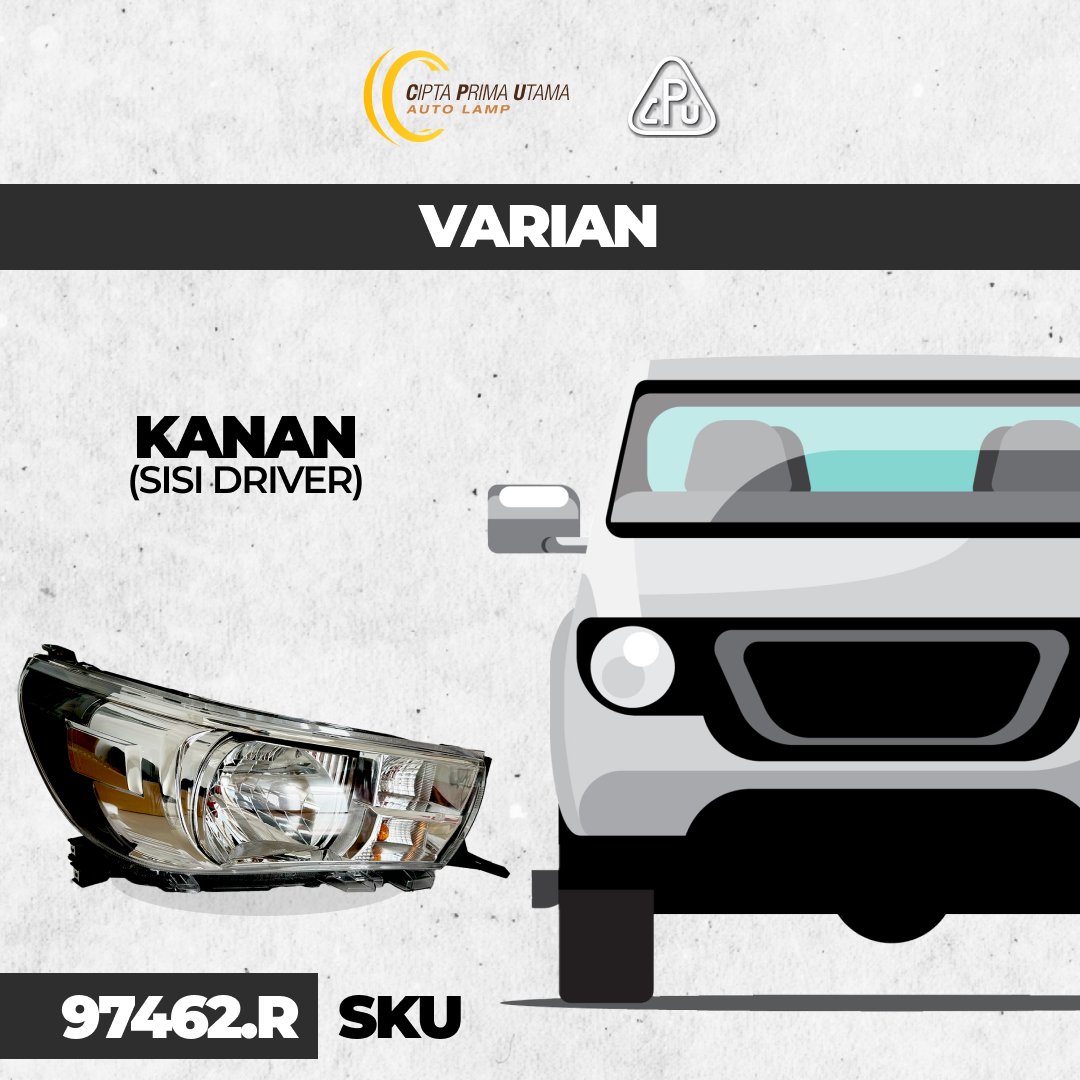 CIPTA PRIMA UTAMA
AUTO LAMP
CPU
VARIAN
KANAN
(SISI DRIVER)
97462.R SKU